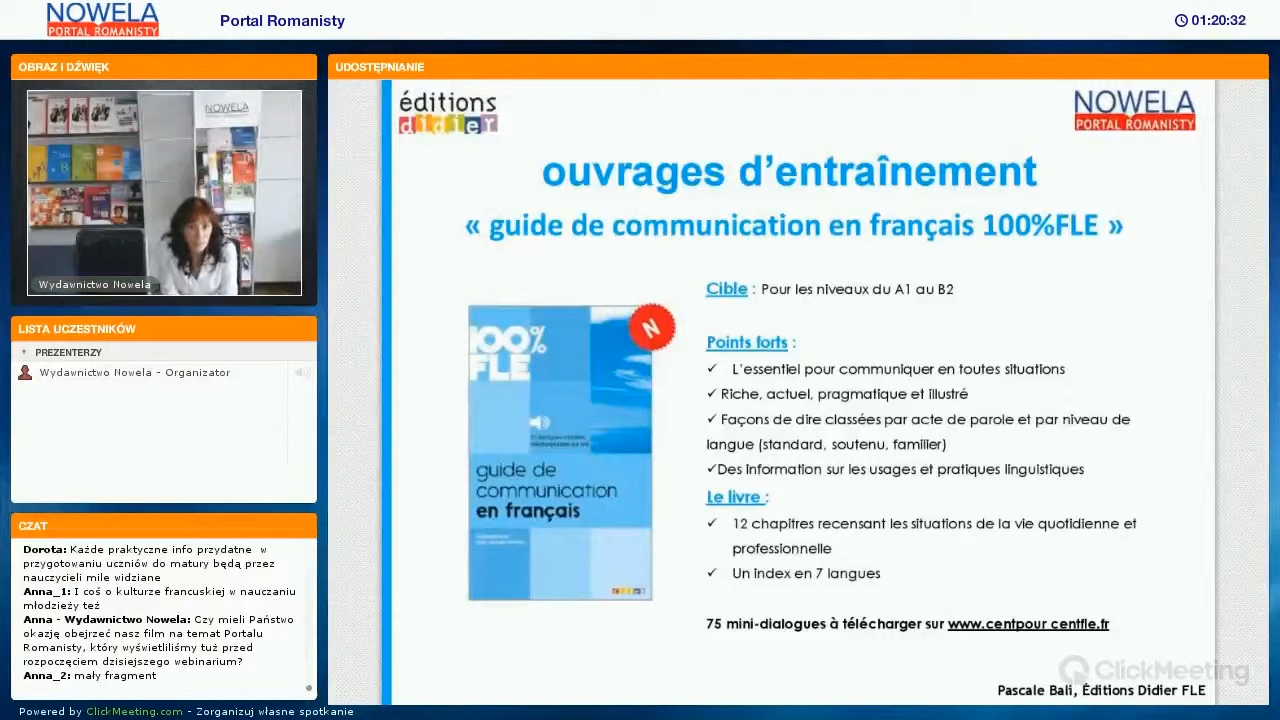 NOWELA
PORTAL ROMANISTY
Portal Romanisty
01:20:32
OBRAZ I DŹWIĘK
NOWELA
Wydawnictwo Nowela
LISTA UCZESTNIKÓW
PREZENTERZY
Wydawnictwo Nowela - Organizator
CZAT
Dorota: Każde praktyczne info przydatne w
przygotowaniu uczniów do matury będą przez
nauczycieli mile widziane
Anna_1: I coś o kulturze francuskiej w nauczaniu
młodzieży też
Anna - Wydawnictwo Nowela: Czy mieli Państwo
okazję obejrzeć nasz film na temat Portalu
Romanisty, który wyświetliliśmy tuż przed
rozpoczęciem dzisiejszego webinarium?
Anna_2: mały fragment
Powered by ClickMeeting.com - Zorganizuj własne spotkanie
UDOSTĘPNIANIE
éditions
didier
NOWELA
PORTAL ROMANISTY
ouvrages d'entraînement
« guide de communication en français 100%FLE »
100%
FLE
N
guide de
communication
en français
didier
Cible : Pour les niveaux du A1 au B2
Points forts :
✓ L'essentiel pour communiquer en toutes situations
✓ Riche, actuel, pragmatique et illustré
✓ Façons de dire classées par acte de parole et par niveau de
langue (standard, soutenu, familier)
✓Des information sur les usages et pratiques linguistiques
Le livre :
✓ 12 chapitres recensant les situations de la vie quotidienne et
professionnelle
✓ Un index en 7 langues
75 mini-dialogues à télécharger sur www.centpour centfle.fr
ClickMeeting
Pascale Bali, Éditions Didier FLE